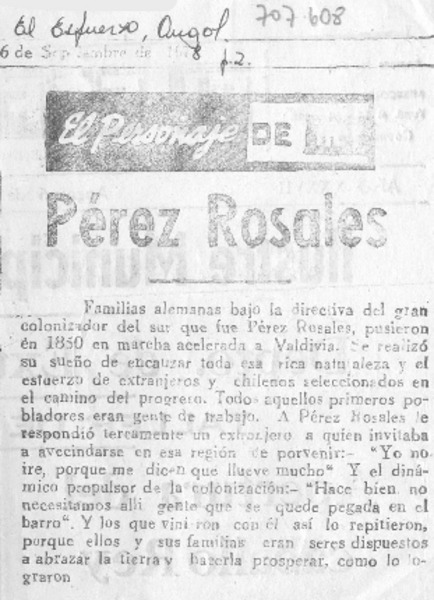 707608
El Esfuerzo, Angol.
6 de Septiembre de p.2.
El Personaje DE
Pérez Rosales
Familias alemanas bajo la directiva del gran
colonizador del sur que fue Pérez Rosales, pusieron
én 1850 en marcha acelerada a Valdivia. Se realizó
su sueño de encauzar toda esa rica naturaleza y el
esfuerzo de extranjeros y chilenos seleccionados en
el camino del progreso. Todos aquellos primeros po-
bladores eran gente de trabajo. A Pérez Rosales le
respondió tercamente un extranjero a quien invitaba
a avecindarse en esa región de porvenir:- "Yo no
ire, porque me dicen que llueve mucho" Y el diná-
mico propulsor de la colonización:- "Hace bien no
necesitamos alli gente que se quede pegada en el
barro". Y los que vinieron con él así lo repitieron,
porque ellos y sus familias eran seres dispuestos
a abrazar la tierra y hacerla prosperar, como lo lo-
graron